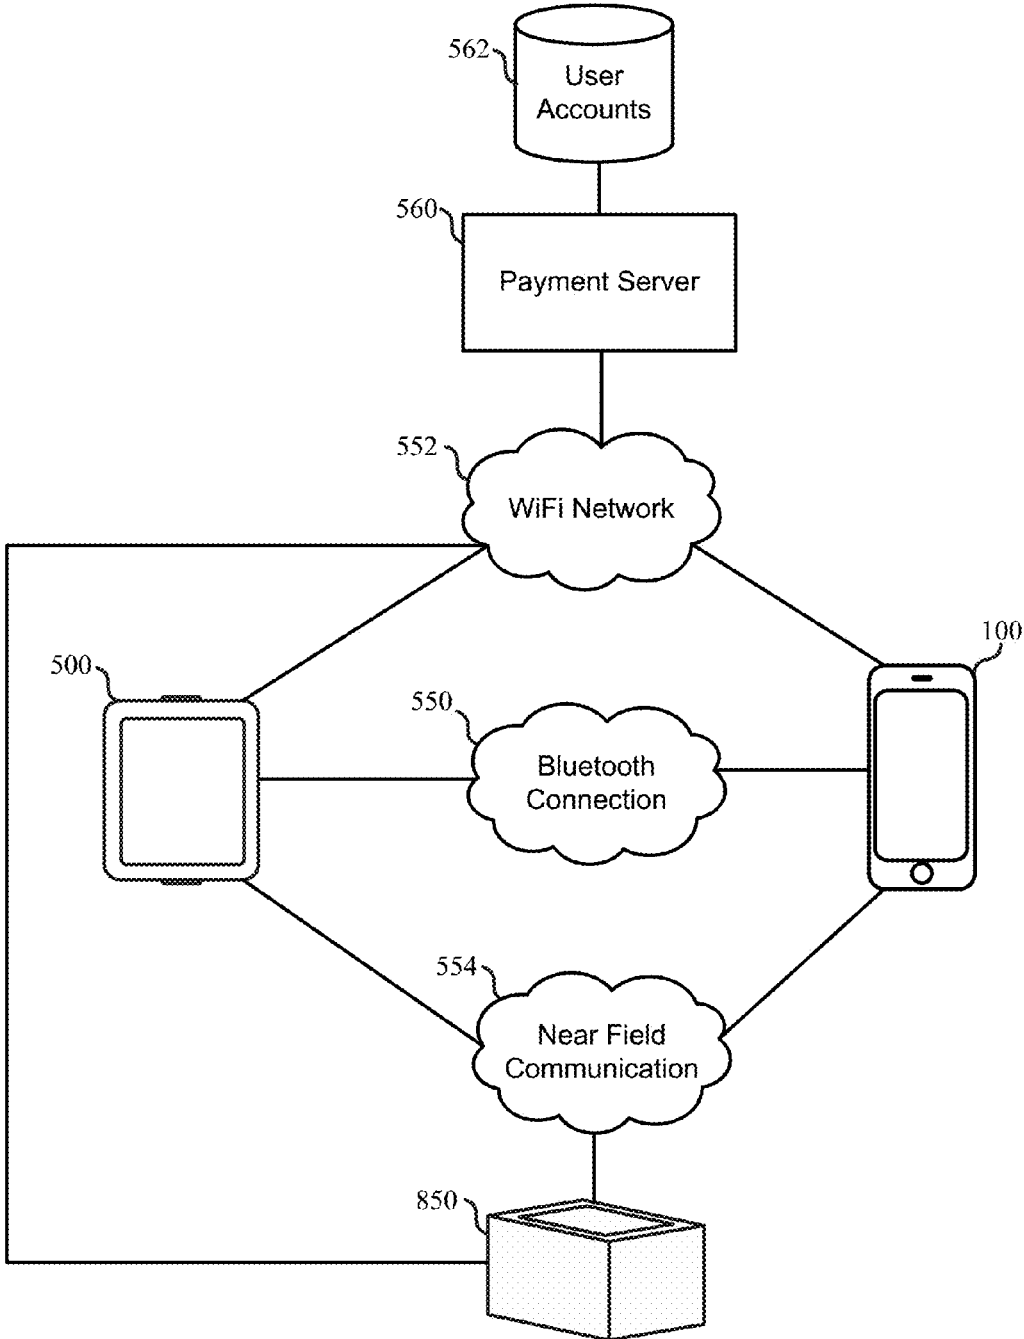 562
User
Accounts
560
Payment Server
552
WiFi Network
100
500
550
Bluetooth
Connection
554
Near Field
Communication
850